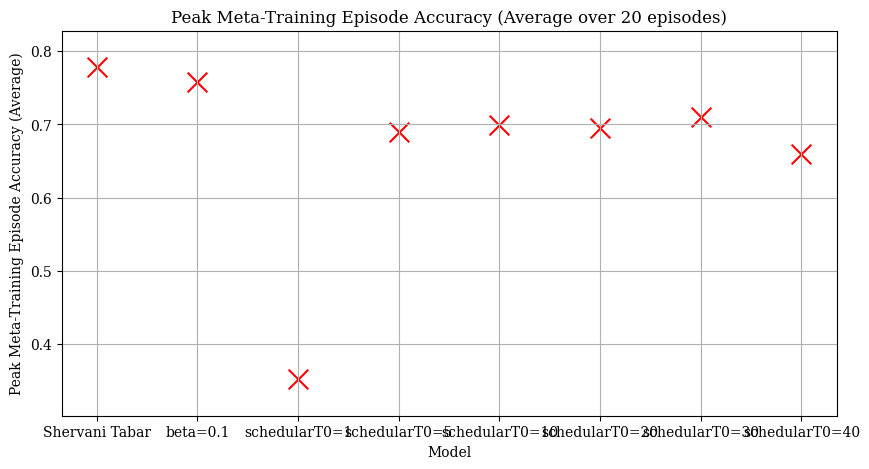 Peak Meta-Training Episode Accuracy (Average over 20 episodes)
Peak Meta-Training Episode Accuracy (Average)
0.8
0.7
0.6
0.5
0.4
Shervani Tabar
beta=0.1
schedularT0=1
schedularT0=5
schedularT0=10
schedularT0=20
schedularT0=30
schedularT0=40
Model